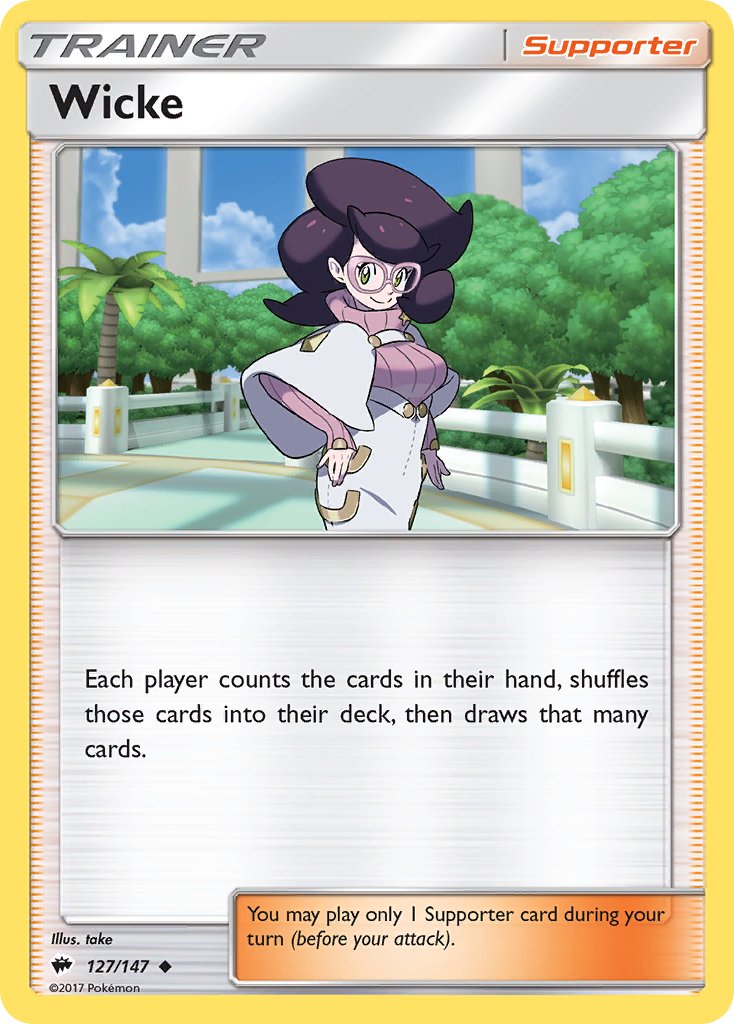 TRAINER
Supporter
Wicke
Each player counts the cards in their hand, shuffles
those cards into their deck, then draws that many
cards.
You may play only 1 Supporter card during your
turn (before your attack).
Illus. take
127/147 ◆
©2017 Pokémon